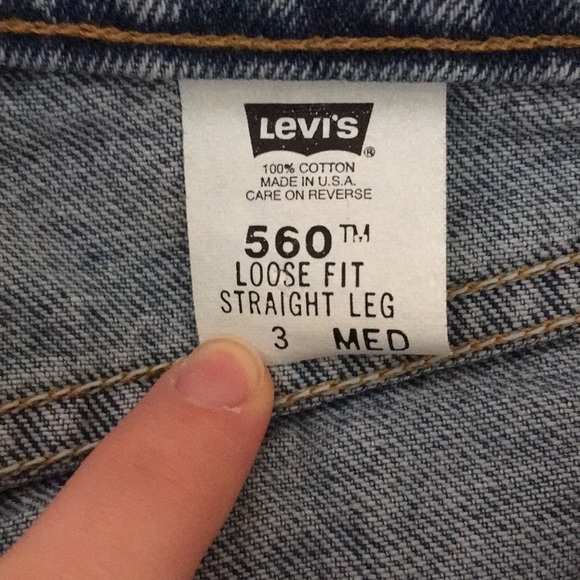 Levi's ®
100% COTTON
MADE IN U.S.A.
CARE ON REVERSE
560™
LOOSE FIT
STRAIGHT LEG
3 MED